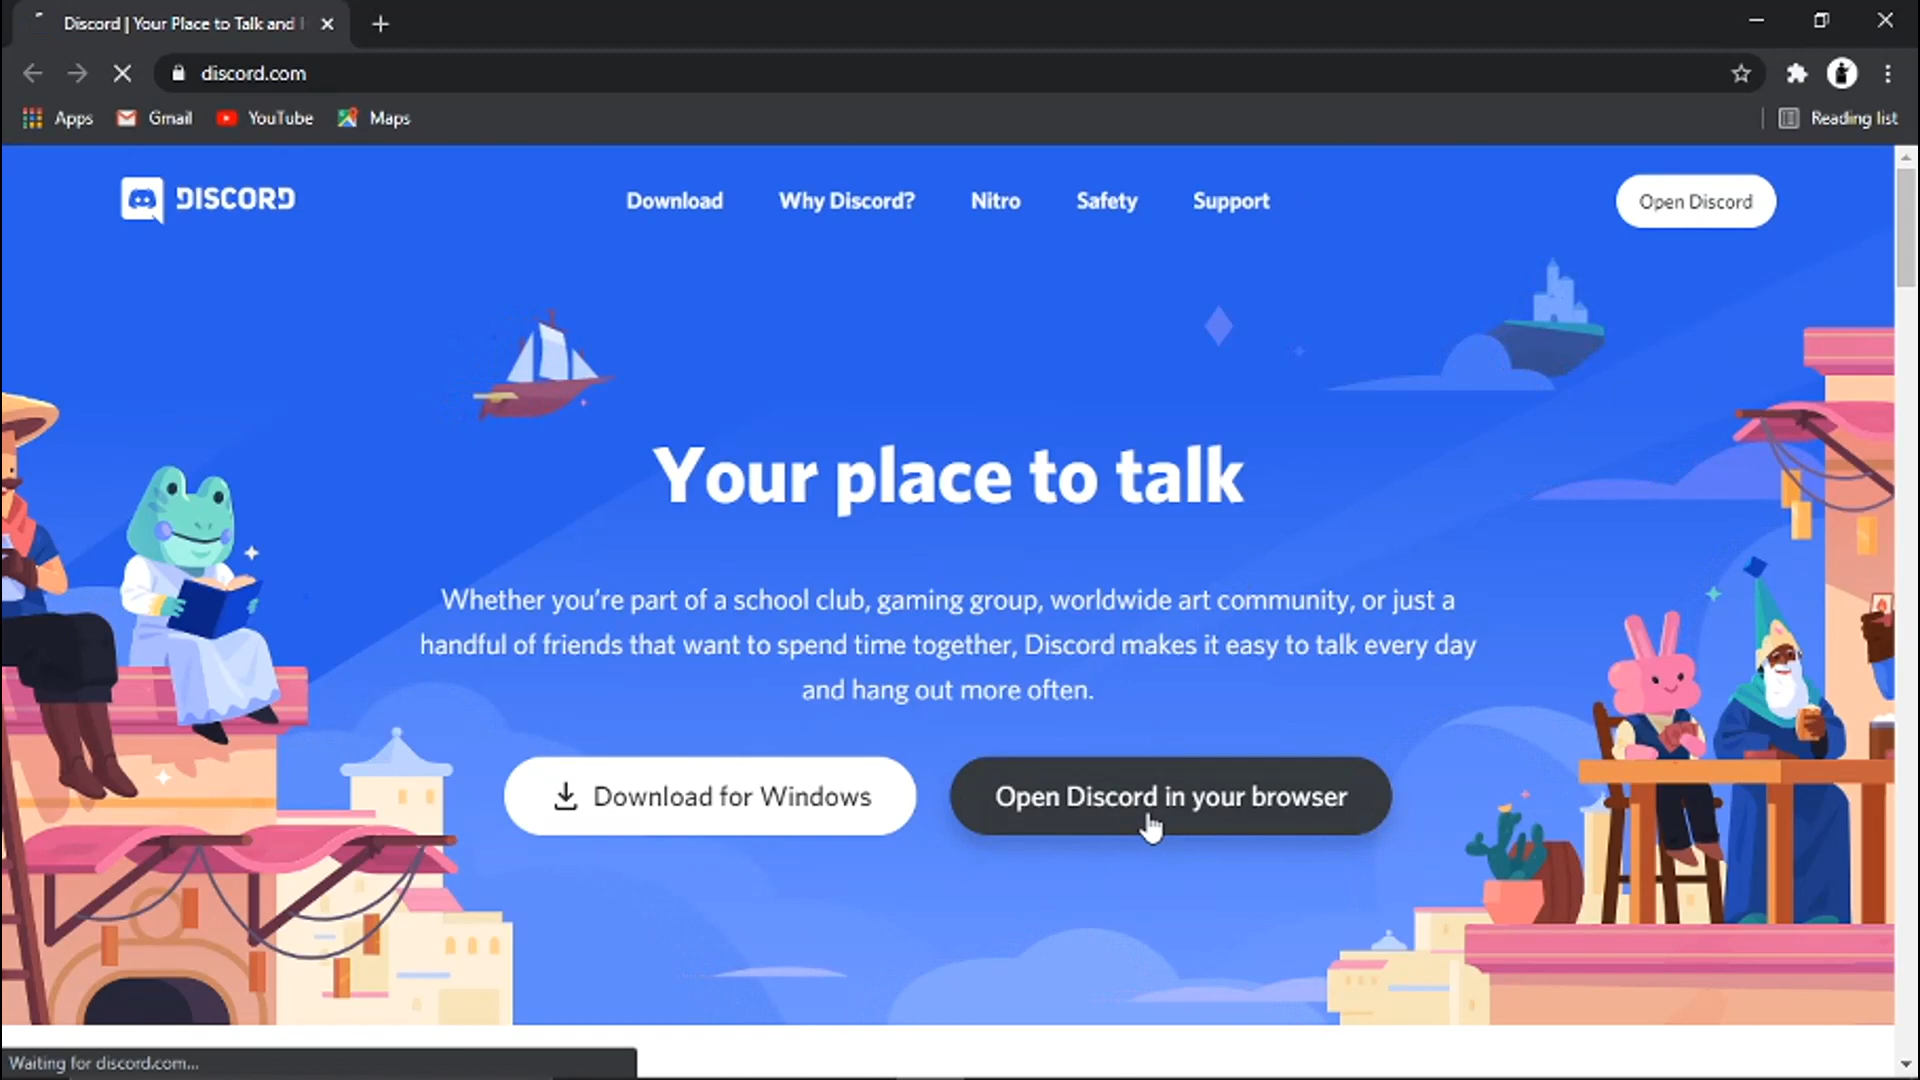 Discord | Your Place to Talk and
discord.com
Apps Gmail YouTube Maps Reading list
DISCORD Download Why Discord? Nitro Safety Support Open Discord
Your place to talk
Whether you're part of a school club, gaming group, worldwide art community, or just a
handful of friends that want to spend time together, Discord makes it easy to talk every day
and hang out more often.
Download for Windows Open Discord in your browser
Waiting for discord.com...